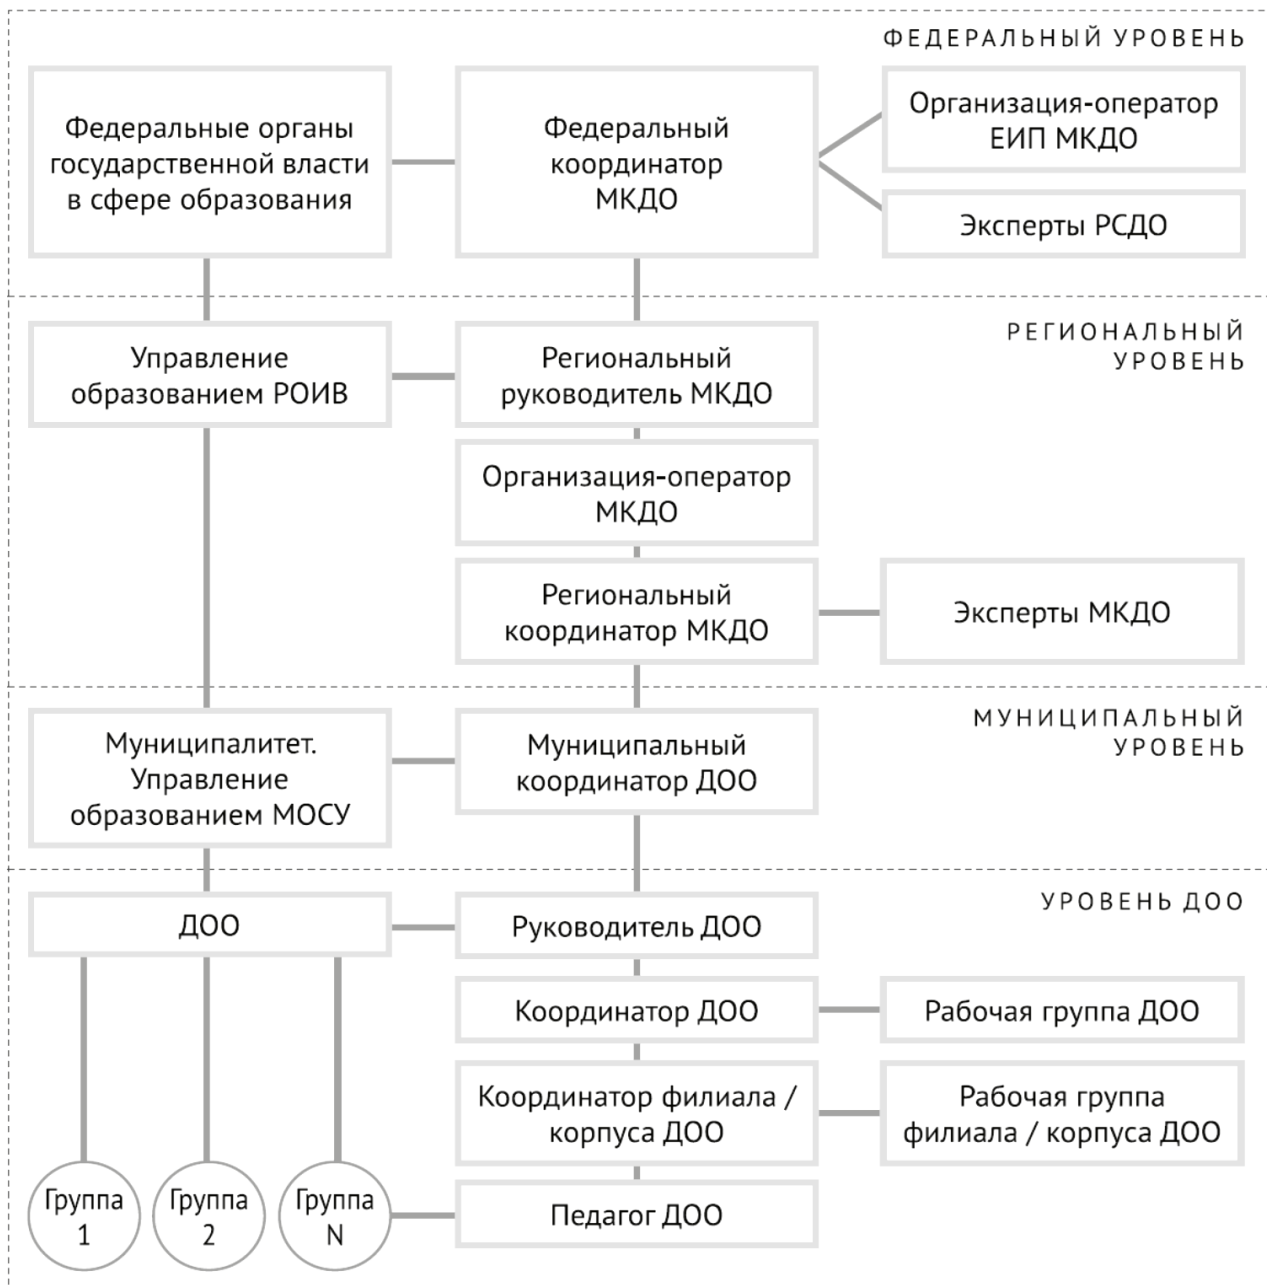 ФЕДЕРАЛЬНЫЙ УРОВЕНЬ
Федеральные органы
государственной власти
в сфере образования
Федеральный
координатор
МКДО
Организация-оператор
ЕИП МКДО
Эксперты РСДО
РЕГИОНАЛЬНЫЙ
УРОВЕНЬ
Управление
образованием РОИВ
Региональный
руководитель МКДО
Организация-оператор
МКДО
Региональный
координатор МКДО
Эксперты МКДО
МУНИЦИПАЛЬНЫЙ
УРОВЕНЬ
Муниципалитет.
Управление
образованием МОСУ
Муниципальный
координатор ДОО
УРОВЕНЬ ДОО
ДОО
Руководитель ДОО
Координатор ДОО
Рабочая группа ДОО
Координатор филиала /
корпуса ДОО
Рабочая группа
филиала / корпуса ДОО
Группа
1
Группа
2
Группа
N
Педагог ДОО